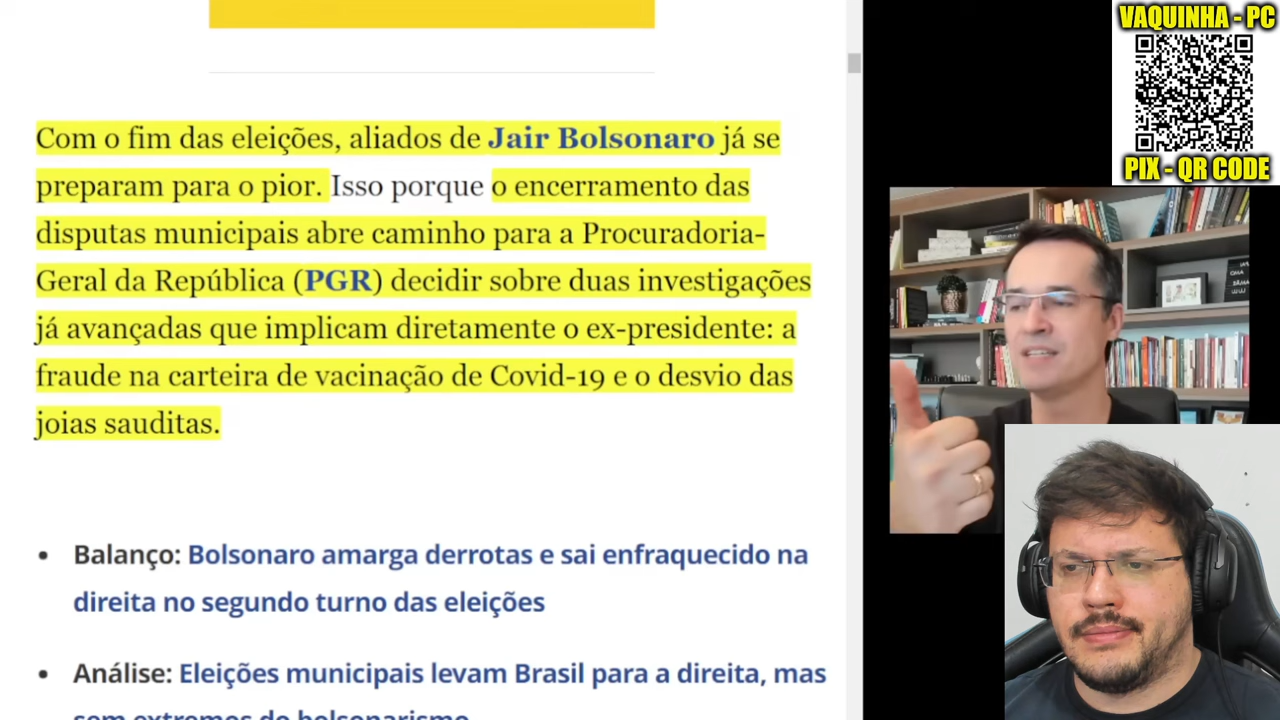 VAQUINHA - PC
PIX - QR CODE
Com o fim das eleições, aliados de Jair Bolsonaro já se
preparam para o pior. Isso porque o encerramento das
disputas municipais abre caminho para a Procuradoria-
Geral da República (PGR) decidir sobre duas investigações
já avançadas que implicam diretamente o ex-presidente: a
fraude na carteira de vacinação de Covid-19 e o desvio das
joias sauditas.
• Balanço: Bolsonaro amarga derrotas e sai enfraquecido na
direita no segundo turno das eleições
• Análise: Eleições municipais levam Brasil para a direita, mas
sem extremos do bolsonarismo